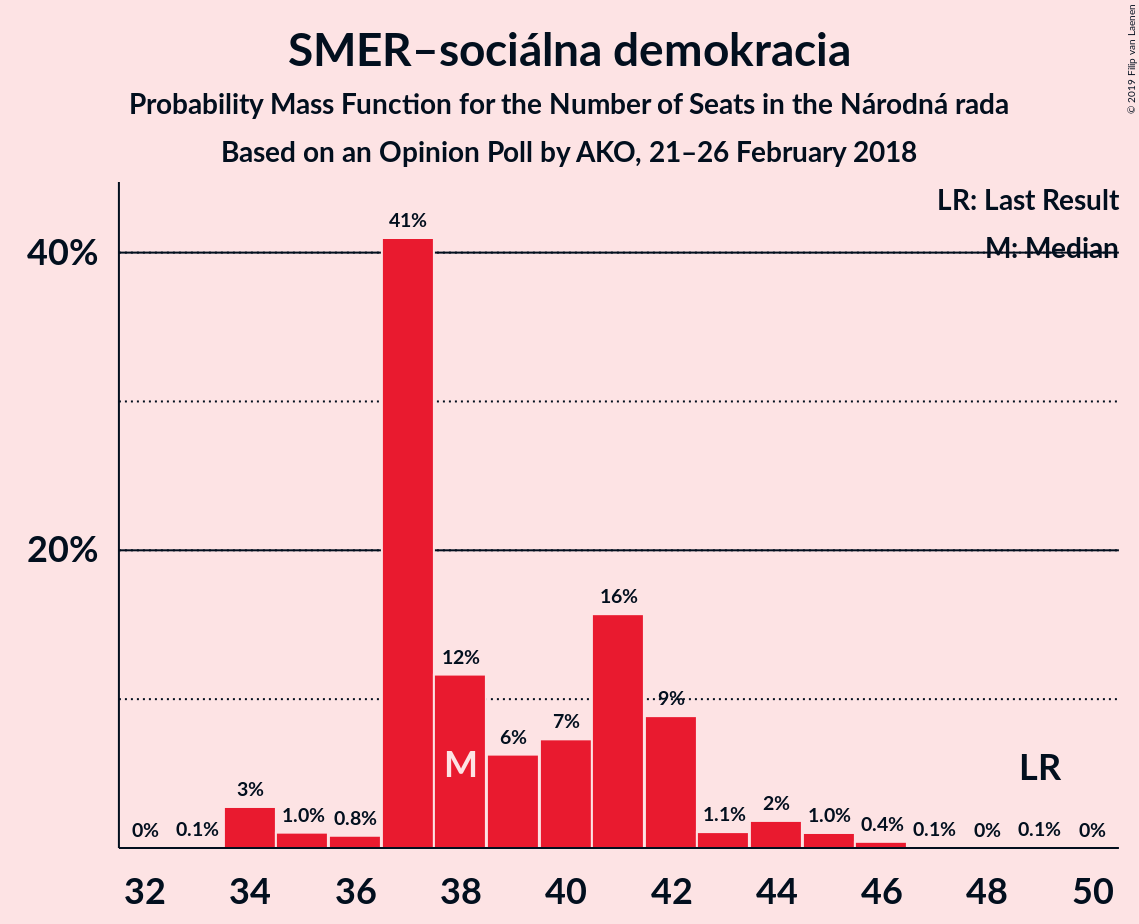 SMER–sociálna demokracia
Probability Mass Function for the Number of Seats in the Národná rada
Based on an Opinion Poll by AKO, 21–26 February 2018
© 2019 Filip van Laenen
LR: Last Result
M: Median
40%
20%
0%
0.1%
3%
1.0%
0.8%
41%
12%
6%
7%
16%
9%
1.1%
2%
1.0%
0.4%
0.1%
0%
0.1%
0%
M
LR
32 34 36 38 40 42 44 46 48 50